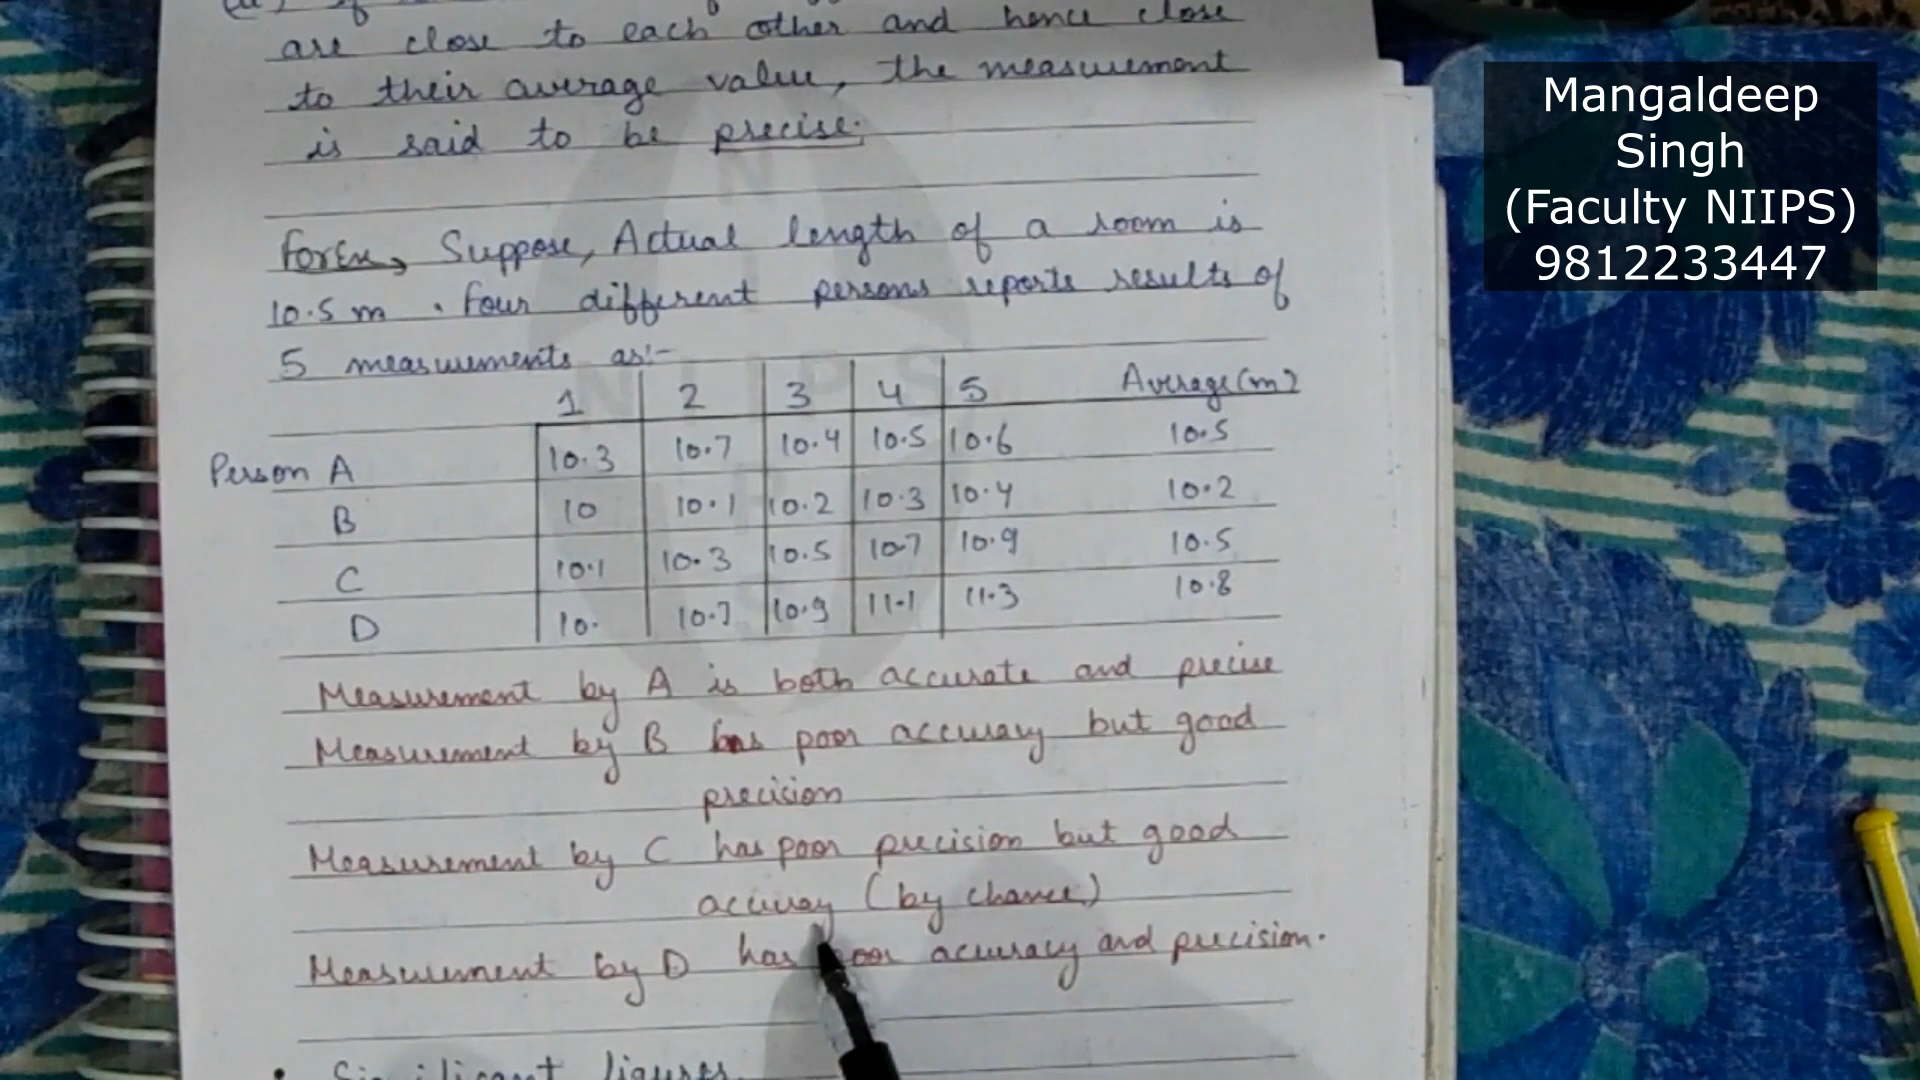 are close to each other and hence close
to their average value, the measurement
is said to be precise.
For Ex, Suppose, Actual length of a room is
10.5 m. Four different persons reports results of
5 measurements as:-
1 2 3 4 5 Average(m)
Person A 10.3 10.7 10.4 10.5 10.6 10.5
B 10 10.1 10.2 10.3 10.4 10.2
C 10.1 10.3 10.5 10.7 10.9 10.5
D 10. 10.7 10.9 11.1 11.3 10.8
Measurement by A is both accurate and precise
Measurement by B has poor accuracy but good
precision
Measurement by C has poor precision but good
accuracy (by chance)
Measurement by D has poor accuracy and precision.
• Significant figures
Mangaldeep
Singh
(Faculty NIIPS)
9812233447
NIIPS